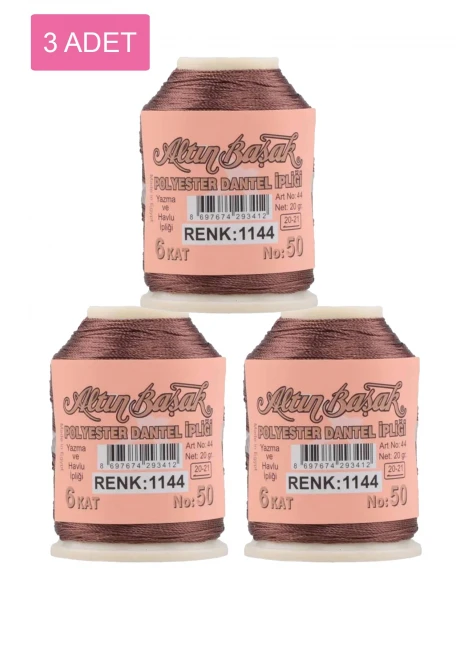 3 ADET
Altın Başak
POLYESTER DANTEL İPLİĞİ
Yazma
ve
Havlu
İpliği
Art No: 44
Net: 20 gr.
20-21
8 697674 293412
RENK:1144
6 KAT
No: 50
Altın Başak
POLYESTER DANTEL İPLİĞİ
Yazma
ve
Havlu
İpliği
Art No: 44
Net: 20 gr.
20-21
8 697674 293412
RENK:1144
6 KAT
No: 50
Altın Başak
POLYESTER DANTEL İPLİĞİ
Yazma
ve
Havlu
İpliği
Art No: 44
Net: 20 gr.
20-21
8 697674 293412
RENK:1144
6 KAT
No: 50